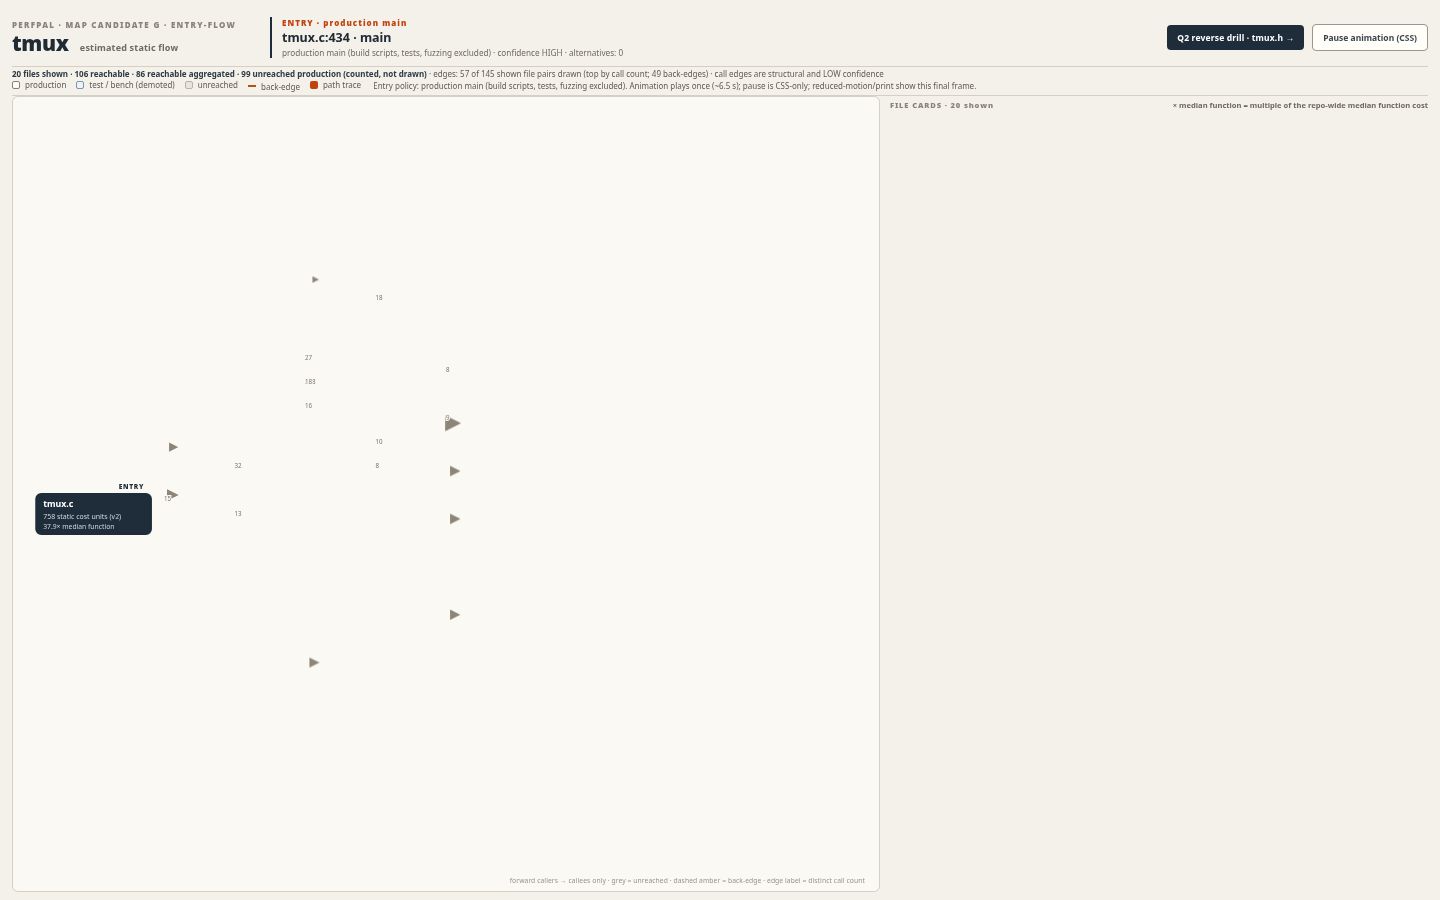 PERFPAL · MAP CANDIDATE G · ENTRY-FLOW
tmux estimated static flow
ENTRY · production main
tmux.c:434 · main
production main (build scripts, tests, fuzzing excluded) · confidence HIGH · alternatives: 0
Q2 reverse drill · tmux.h →
Pause animation (CSS)
20 files shown · 106 reachable · 86 reachable aggregated · 99 unreached production (counted, not drawn) · edges: 57 of 145 shown file pairs drawn (top by call count; 49 back-edges) · call edges are structural and LOW confidence
production test / bench (demoted) unreached back-edge path trace Entry policy: production main (build scripts, tests, fuzzing excluded). Animation plays once (~6.5 s); pause is CSS-only; reduced-motion/print show this final frame.
FILE CARDS · 20 shown
× median function = multiple of the repo-wide median function cost
18
27
8
183
16
9
10
32
8
ENTRY
15
tmux.c
758 static cost units (v2)
37.9× median function
13
forward callers → callees only · grey = unreached · dashed amber = back-edge · edge label = distinct call count